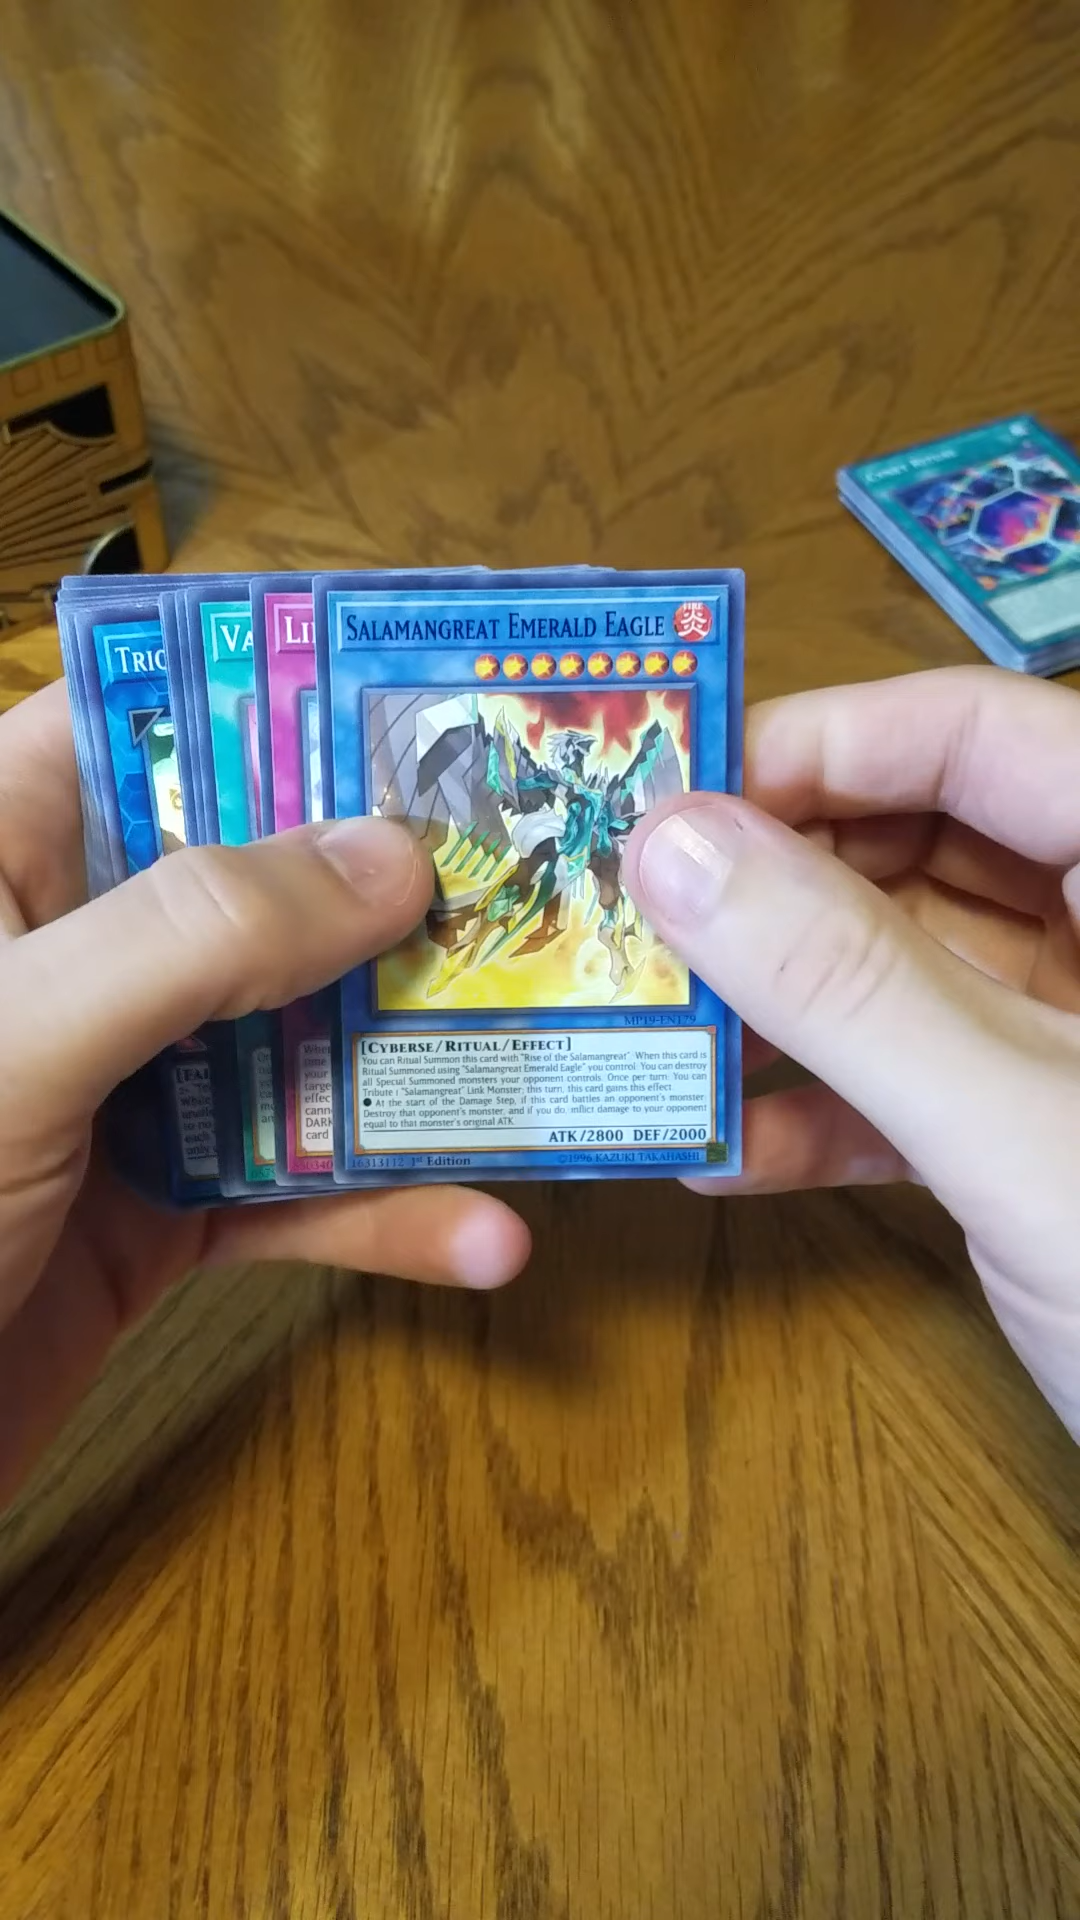 CYNET RITUAL
TRIC
VA
LI
SALAMANGREAT EMERALD EAGLE
FIRE
炎
MP19-EN179
[CYBERSE/RITUAL/EFFECT]
You can Ritual Summon this card with "Rise of the Salamangreat". When this card is
Ritual Summoned using "Salamangreat Emerald Eagle" you control: You can destroy
all Special Summoned monsters your opponent controls. Once per turn: You can
Tribute 1 "Salamangreat" Link Monster; this turn, this card gains this effect.
● At the start of the Damage Step, if this card battles an opponent's monster:
Destroy that opponent's monster, and if you do, inflict damage to your opponent
equal to that monster's original ATK.
ATK/2800 DEF/2000
16313112 1st Edition
©1996 KAZUKI TAKAHASHI
When
your
targe
effec
cann
DARK
card